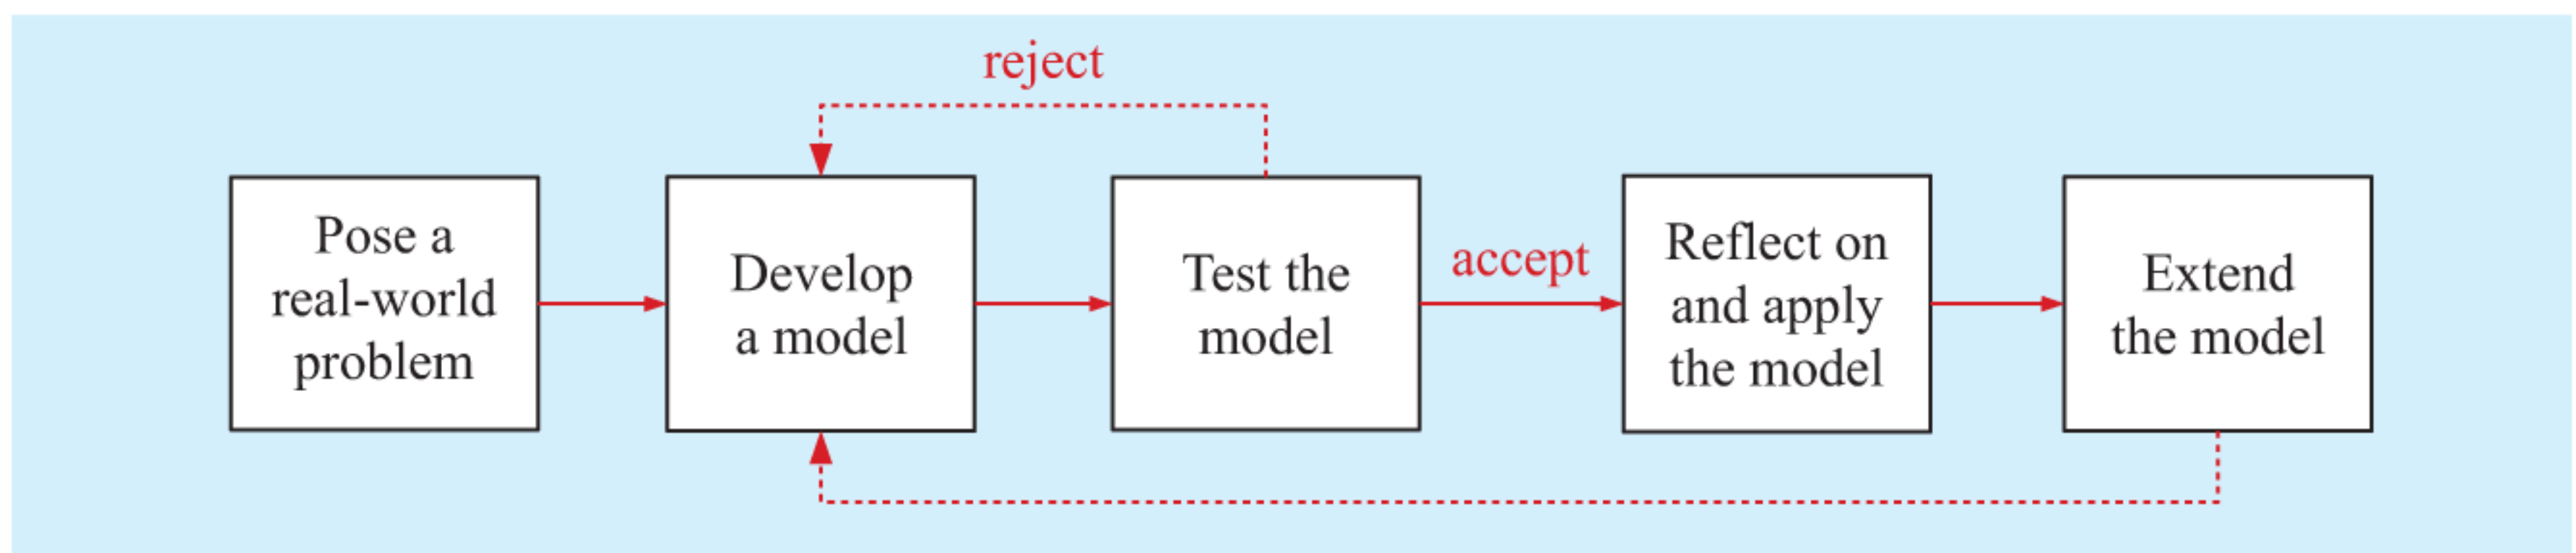 reject
Pose a
real-world
problem
Develop
a model
Test the
model
accept
Reflect on
and apply
the model
Extend
the model